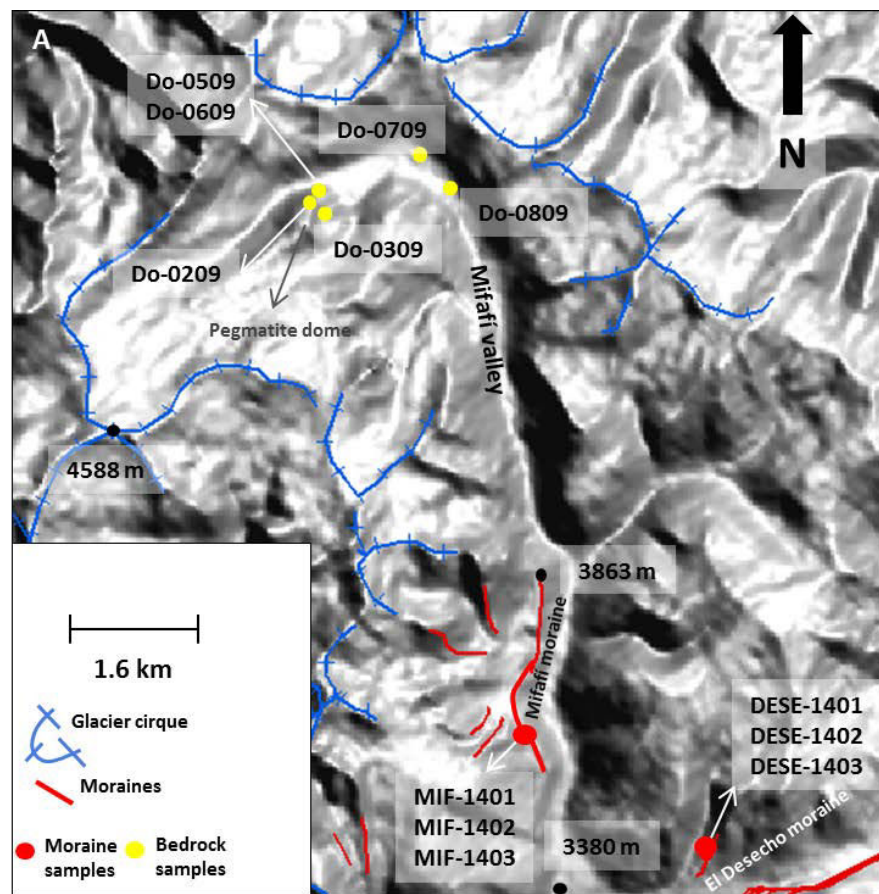 A
N
Do-0509
Do-0609
Do-0709
Do-0809
Do-0309
Do-0209
Pegmatite dome
Mifafí valley
4588 m
3863 m
Mifafí moraine
MIF-1401
MIF-1402
MIF-1403
DESE-1401
DESE-1402
DESE-1403
El Desecho moraine
3380 m
1.6 km
Glacier cirque
Moraines
Moraine
samples
Bedrock
samples